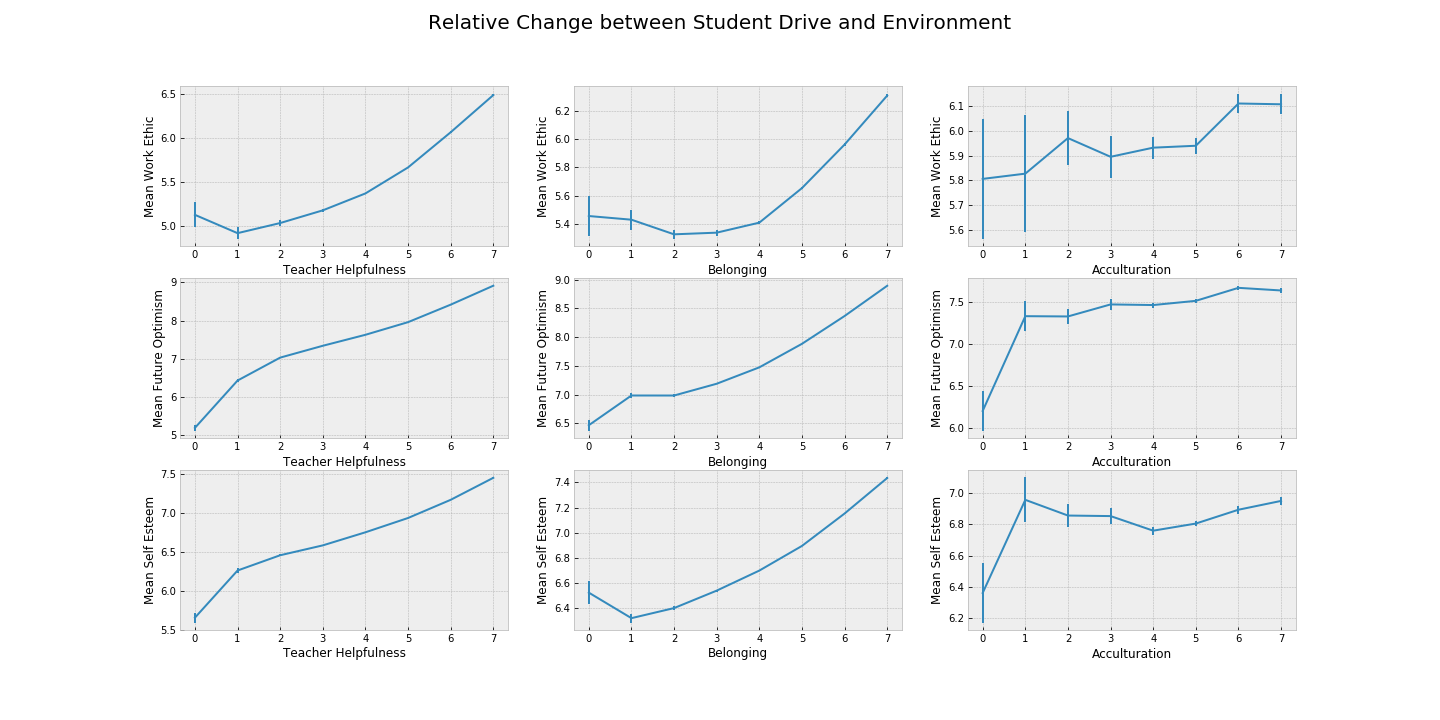 Relative Change between Student Drive and Environment
Mean Work Ethic
6.5
6.0
5.5
5.0
0 1 2 3 4 5 6 7
Teacher Helpfulness
Mean Work Ethic
6.2
6.0
5.8
5.6
5.4
0 1 2 3 4 5 6 7
Belonging
Mean Work Ethic
6.1
6.0
5.9
5.8
5.7
5.6
0 1 2 3 4 5 6 7
Acculturation
Mean Future Optimism
9
8
7
6
5
0 1 2 3 4 5 6 7
Teacher Helpfulness
Mean Future Optimism
9.0
8.5
8.0
7.5
7.0
6.5
0 1 2 3 4 5 6 7
Belonging
Mean Future Optimism
7.5
7.0
6.5
6.0
0 1 2 3 4 5 6 7
Acculturation
Mean Self Esteem
7.5
7.0
6.5
6.0
5.5
0 1 2 3 4 5 6 7
Teacher Helpfulness
Mean Self Esteem
7.4
7.2
7.0
6.8
6.6
6.4
0 1 2 3 4 5 6 7
Belonging
Mean Self Esteem
7.0
6.8
6.6
6.4
6.2
0 1 2 3 4 5 6 7
Acculturation